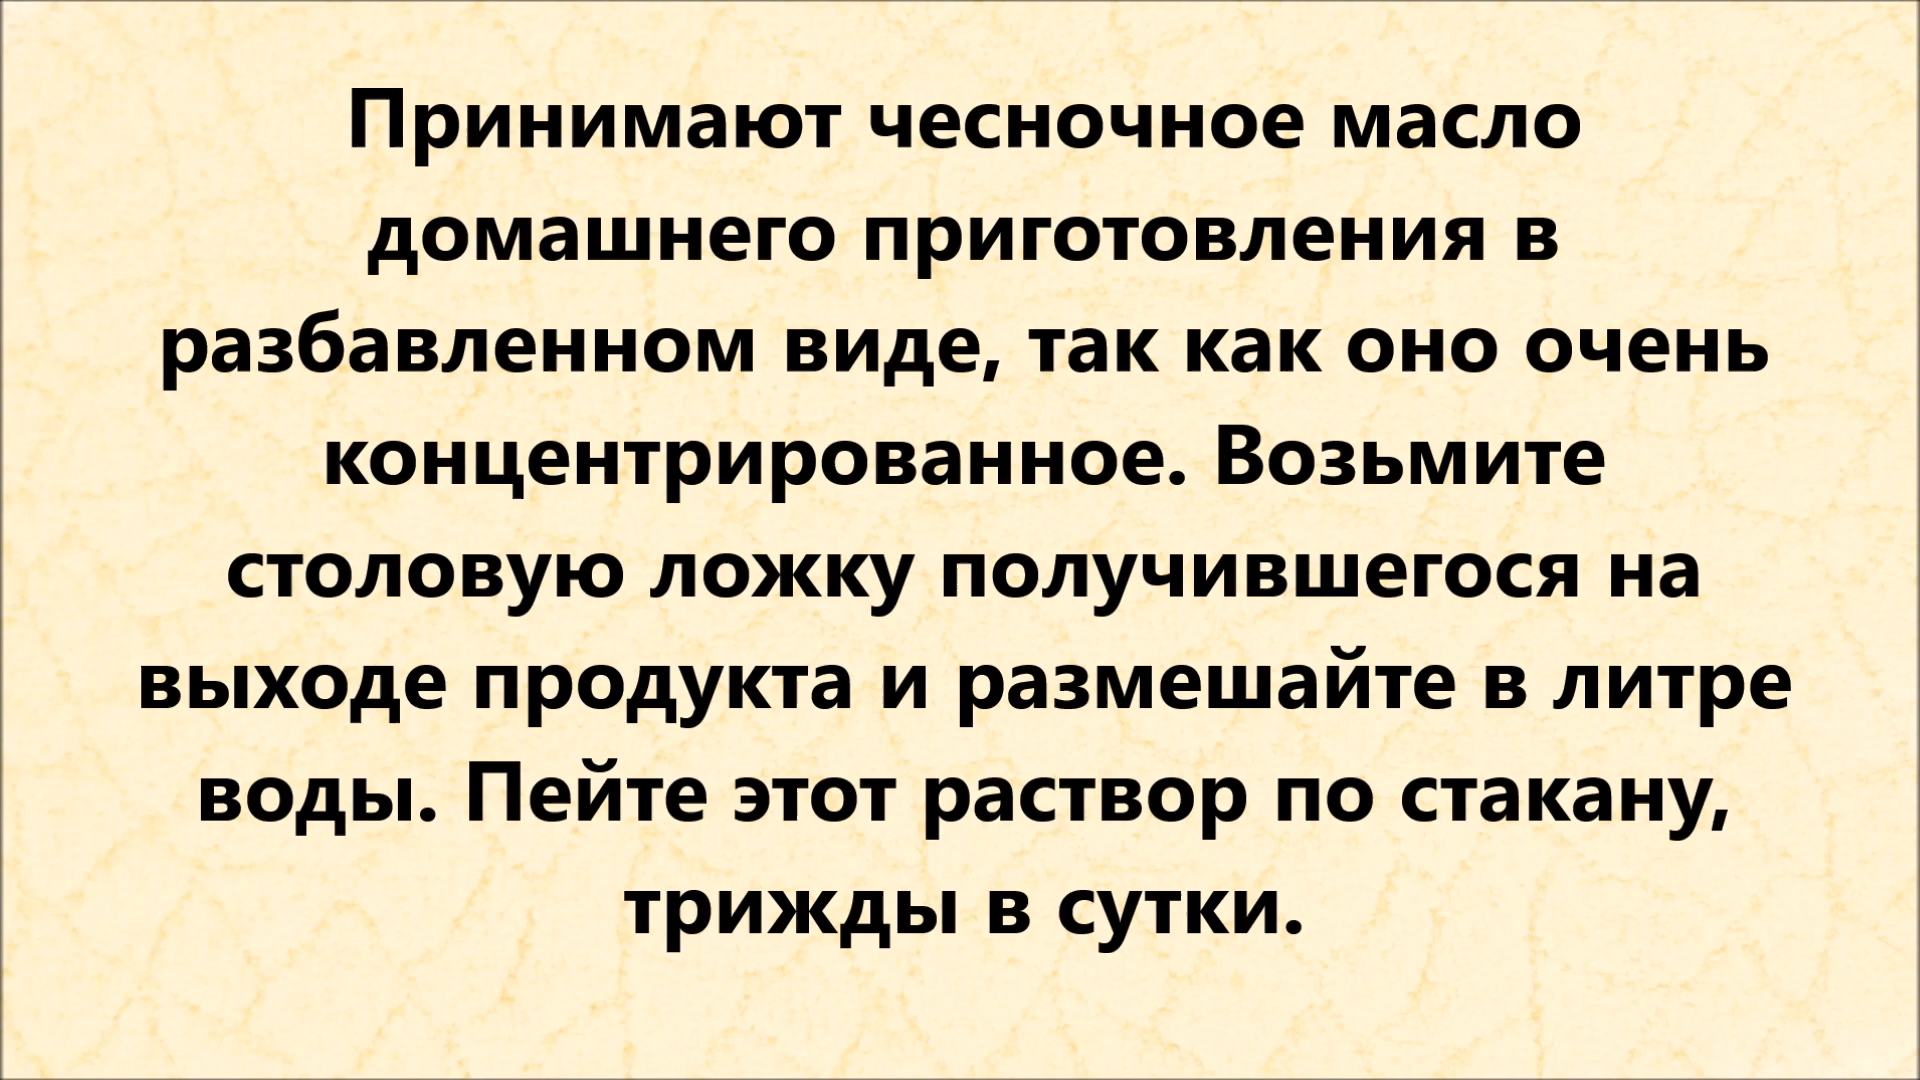 Принимают чесночное масло
домашнего приготовления в
разбавленном виде, так как оно очень
концентрированное. Возьмите
столовую ложку получившегося на
выходе продукта и размешайте в литре
воды. Пейте этот раствор по стакану,
трижды в сутки.